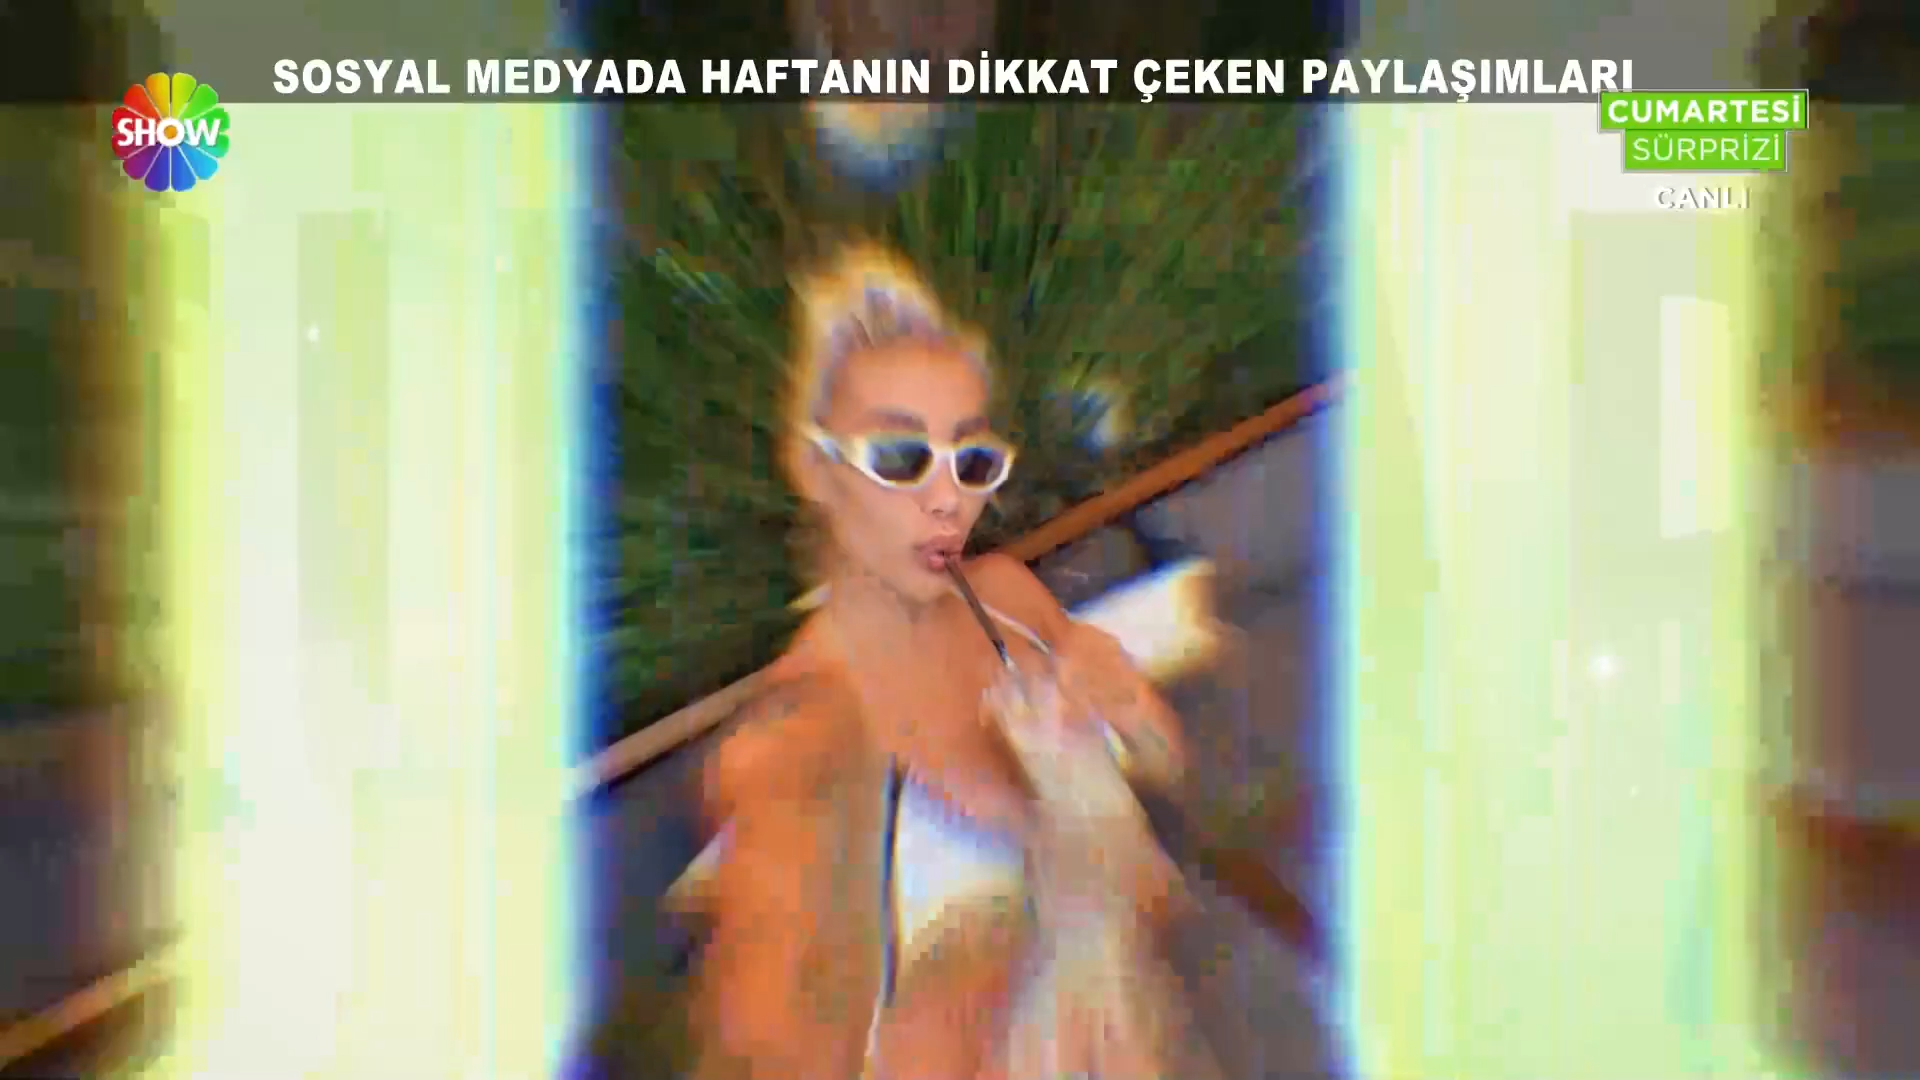 SOSYAL MEDYADA HAFTANIN DİKKAT ÇEKEN PAYLAŞIMLARI
SHOW
CUMARTESİ
SÜRPRİZİ
CANLI